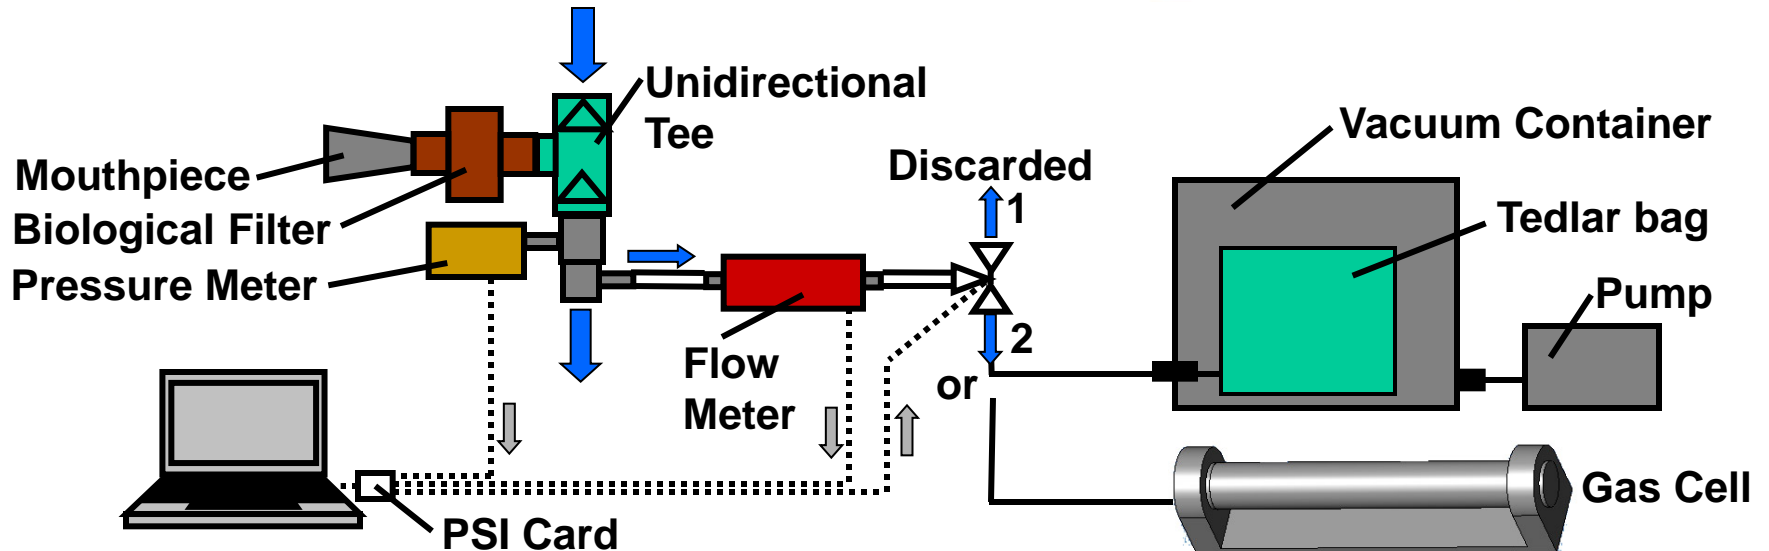 Unidirectional
Tee
Mouthpiece
Biological Filter
Pressure Meter
Discarded
1
2
or
Flow
Meter
Vacuum Container
Tedlar bag
Pump
Gas Cell
PSI Card